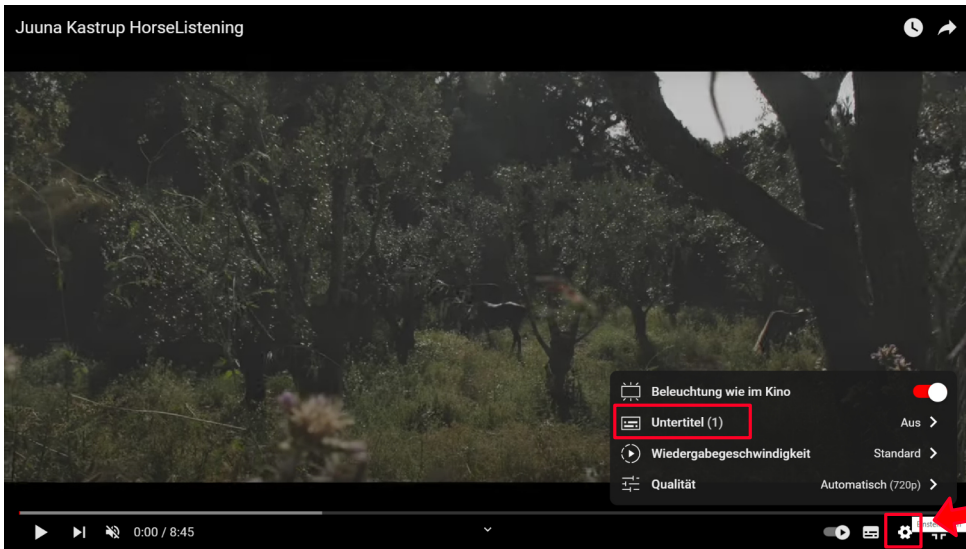 Juuna Kastrup HorseListening
Beleuchtung wie im Kino
Untertitel (1) Aus
Wiedergabegeschwindigkeit Standard
Qualität Automatisch (720p)
0:00 / 8:45